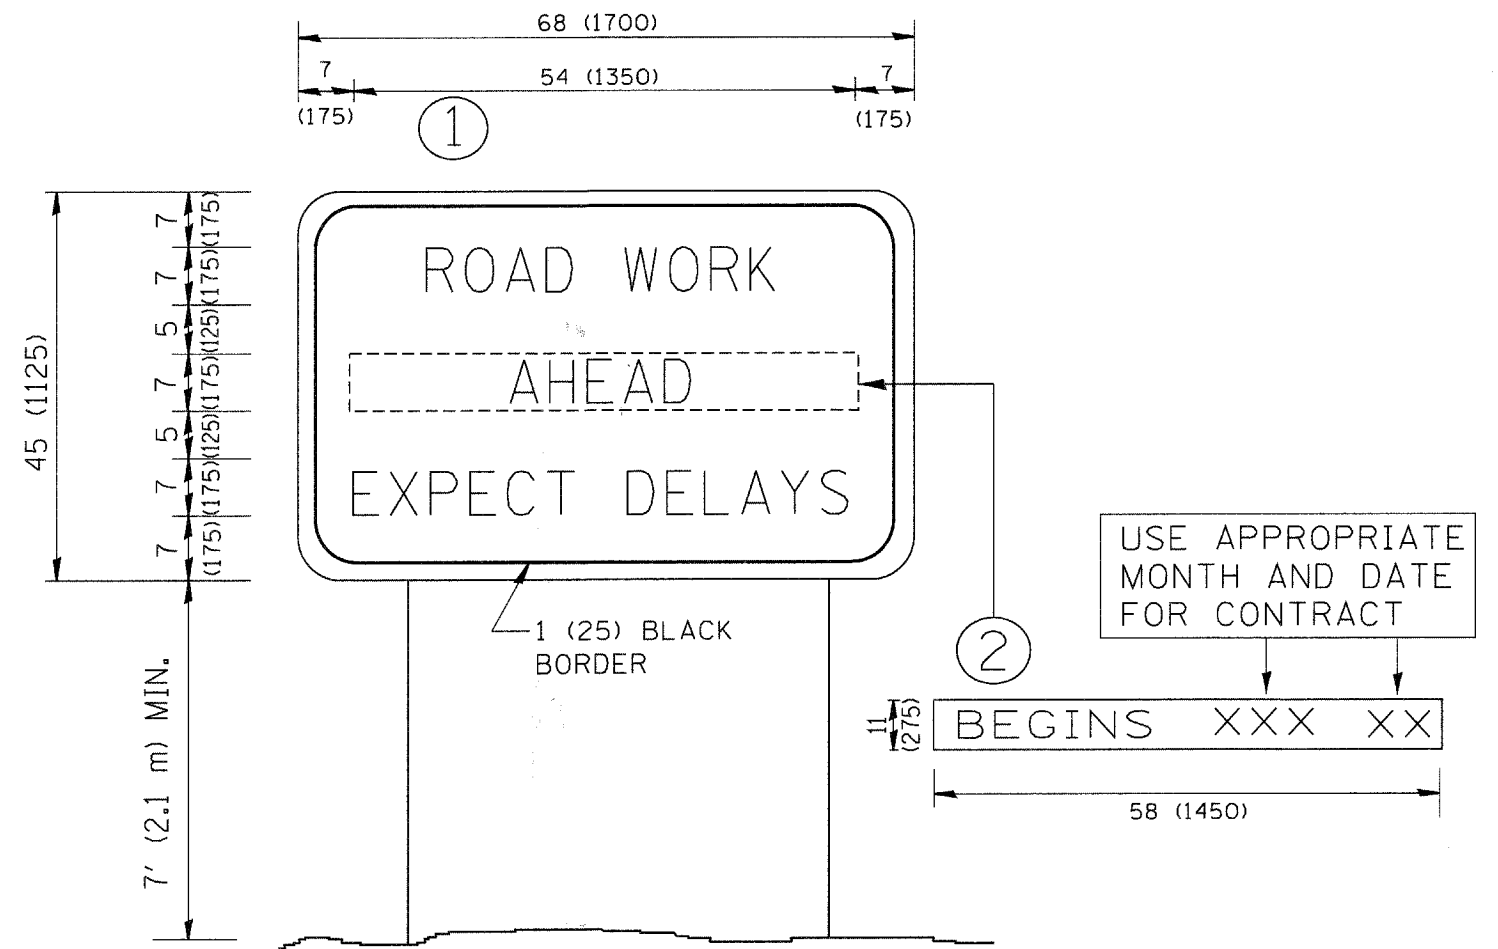 68 (1700)
7
54 (1350)
7
(175)
(175)
1
45 (1125)
7
(175)
7
(175)
5
(125)
7
(175)
5
(125)
7
(175)
7
(175)
ROAD WORK
AHEAD
EXPECT DELAYS
1 (25) BLACK
BORDER
7' (2.1 m) MIN.
2
USE APPROPRIATE
MONTH AND DATE
FOR CONTRACT
11
(275)
BEGINS XXX XX
58 (1450)